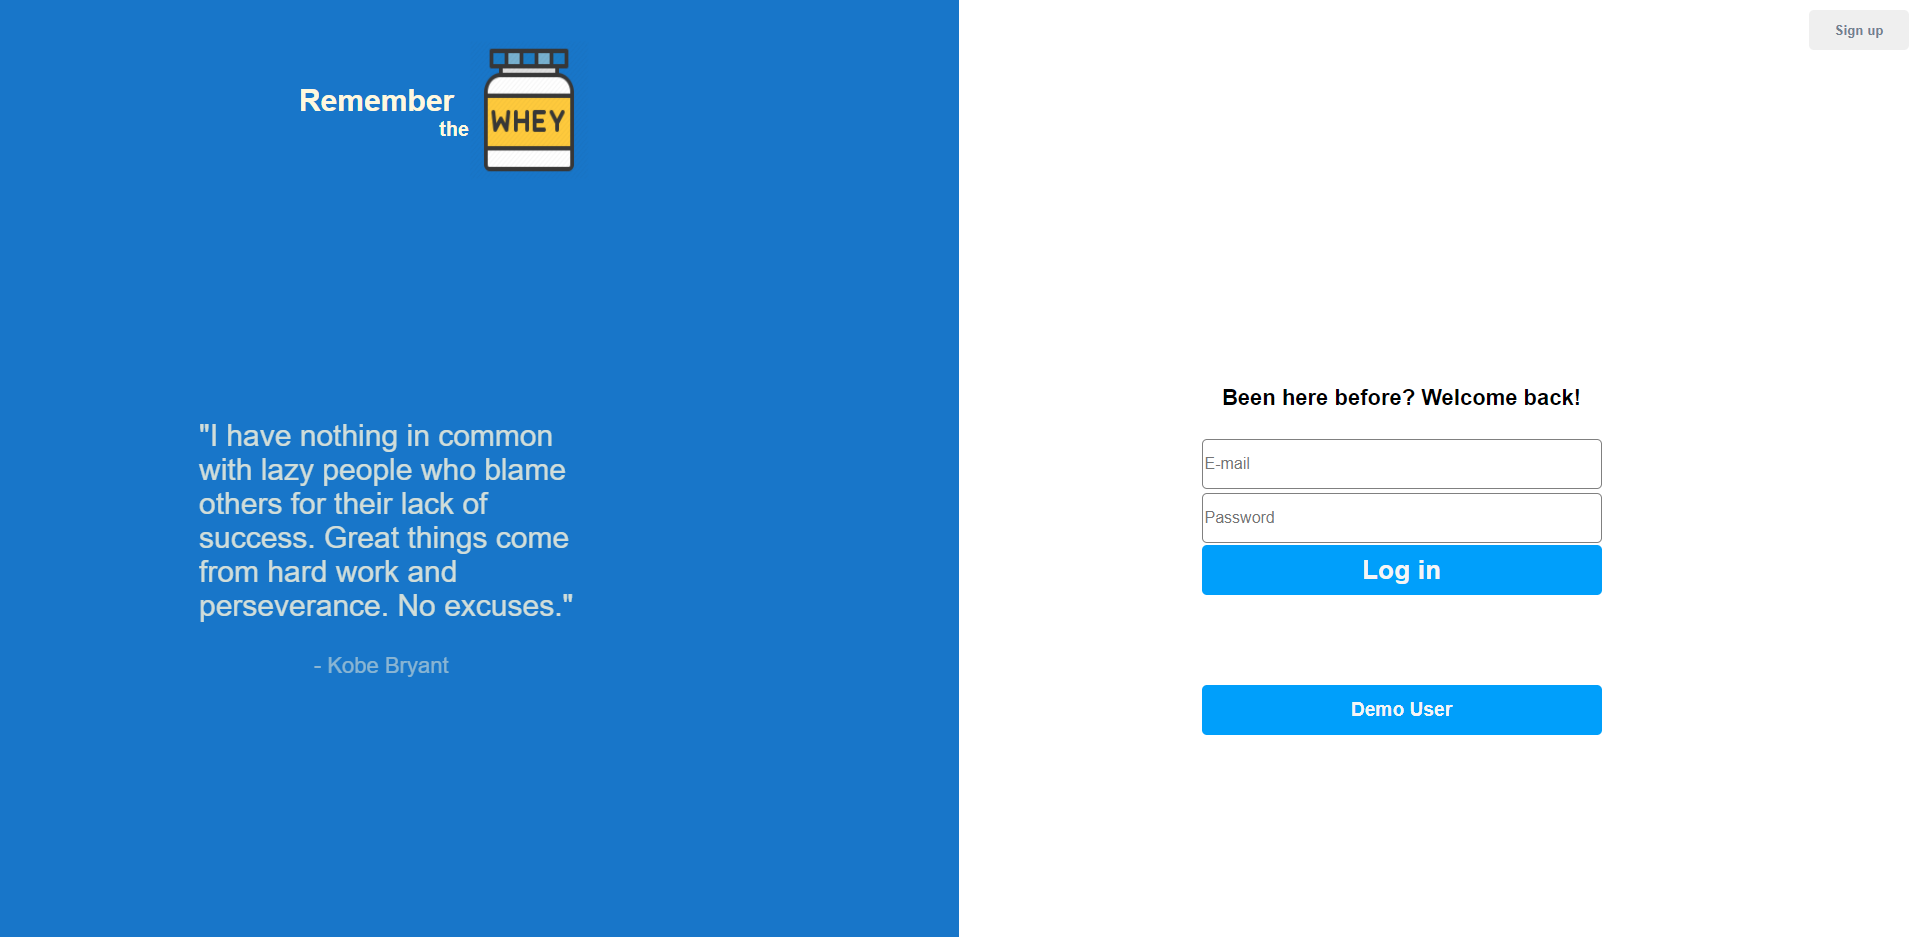 Remember
the
WHEY
"I have nothing in common
with lazy people who blame
others for their lack of
success. Great things come
from hard work and
perseverance. No excuses."
- Kobe Bryant
Sign up
Been here before? Welcome back!
E-mail
Password
Log in
Demo User